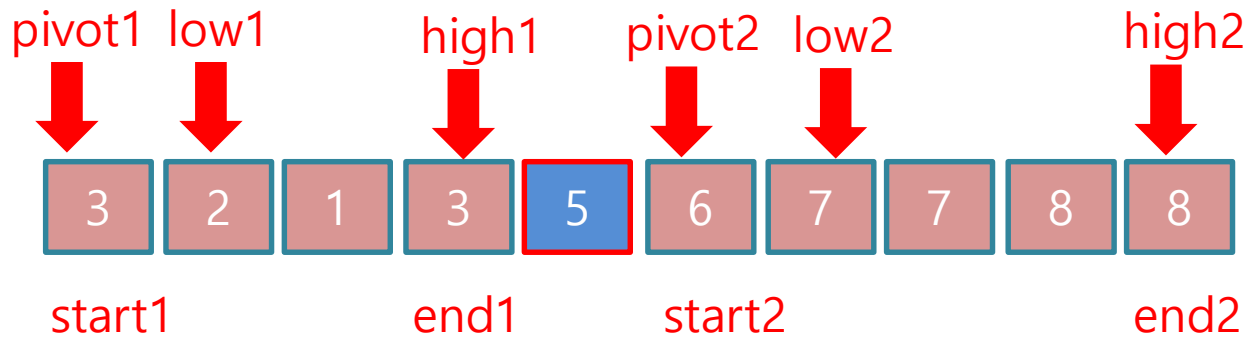 pivot1 low1 high1 pivot2 low2 high2
3 2 1 3 5 6 7 7 8 8
start1 end1 start2 end2